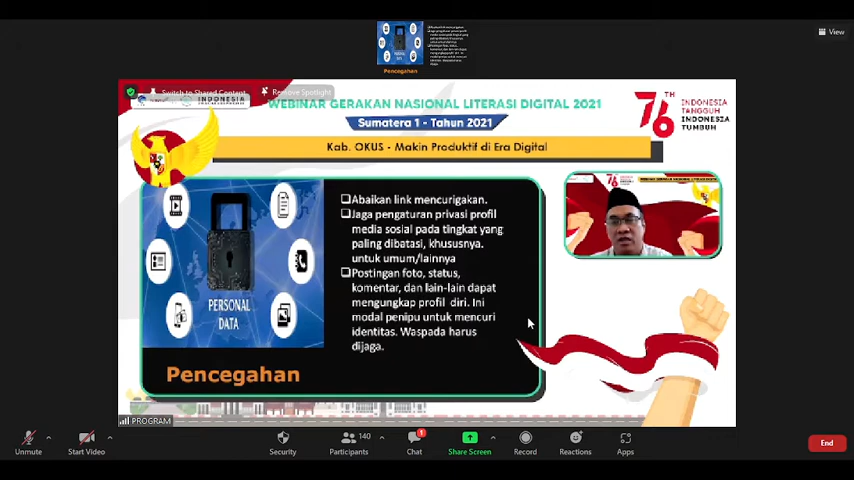 View
Pencegahan
Switch to Shared Content
Remove Spotlight
INDONESIA
WEBINAR GERAKAN NASIONAL LITERASI DIGITAL 2021
Sumatera 1 - Tahun 2021
Kab. OKUS - Makin Produktif di Era Digital
76TH
INDONESIA
TANGGUH
INDONESIA
TUMBUH
PERSONAL
DATA
❑Abaikan link mencurigakan.
❑Jaga pengaturan privasi profil
media sosial pada tingkat yang
paling dibatasi, khususnya.
untuk umum/lainnya
❑Postingan foto, status,
komentar, dan lain-lain dapat
mengungkap profil diri. Ini
modal penipu untuk mencuri
identitas. Waspada harus
dijaga.
Pencegahan
PROGRAM
Unmute
Start Video
Security
140
Participants
1
Chat
Share Screen
Record
Reactions
Apps
End